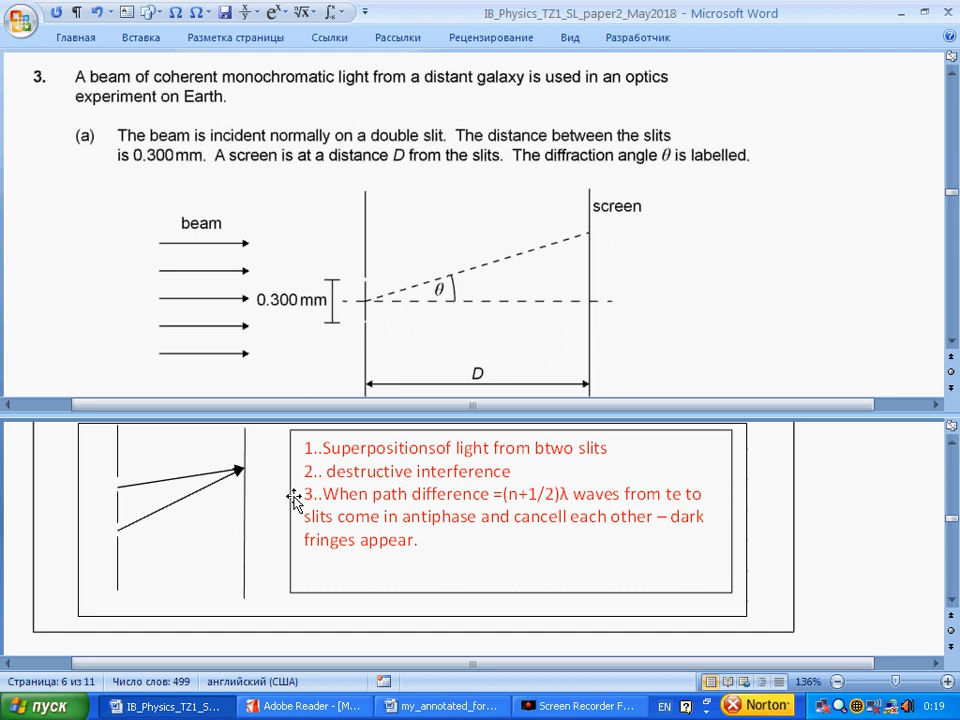 IB_Physics_TZ1_SL_paper2_May2018 - Microsoft Word
Главная Вставка Разметка страницы Ссылки Рассылки Рецензирование Вид Разработчик
3. A beam of coherent monochromatic light from a distant galaxy is used in an optics
experiment on Earth.
(a) The beam is incident normally on a double slit. The distance between the slits
is 0.300 mm. A screen is at a distance D from the slits. The diffraction angle θ is labelled.
screen
beam
θ
0.300 mm
D
1..Superpositionsof light from btwo slits
2.. destructive interference
3..When path difference =(n+1/2)λ waves from te to
slits come in antiphase and cancell each other – dark
fringes appear.
Страница: 6 из 11 Число слов: 499 английский (США) 136%
пуск IB_Physics_TZ1_S... Adobe Reader - [M... my_annotated_for... Screen Recorder F... EN Norton 0:19